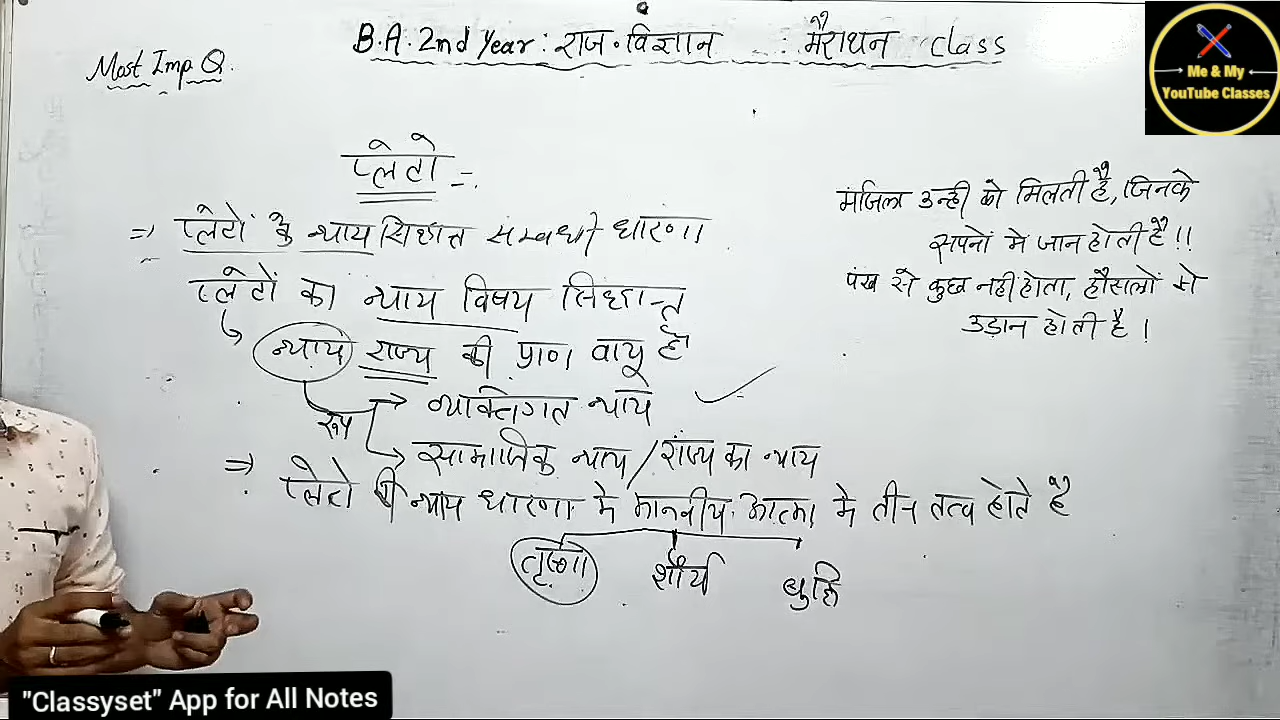 B.A. 2nd Year : राज. विज्ञान : मैराथन Class
Most Imp Q.
Me & My
YouTube Classes
प्लेटो =.
मंजिल उन्ही को मिलती है, जिनके
सपनों मे जान होती है !!
पंख से कुछ नहीं होता, हौसलों से
उड़ान होती है ।
=> प्लेटों के न्याय सिद्धान्त सम्बधी धारणा
प्लेटों का न्याय विषय सिद्धान्त
न्याय राज्य की प्राण वायू है
रूप
व्यक्तिगत न्याय
सामाजिक न्याय / राज्य का न्याय
=> प्लेटो की न्याय धारणा मे मानवीय आत्मा मे तीन तत्व होते है
तृष्णा शौर्य बुद्धि
"Classyset" App for All Notes